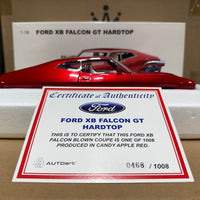 1:18
FORD XB FALCON GT
HARDTOP
Certificate of Authenticity
Ford
FORD XB FALCON GT
HARDTOP
THIS IS TO CERTIFY THAT THIS FORD XB
FALCON BLOWN COUPE IS ONE OF 1008
PRODUCED IN CANDY APPLE RED.
AUTOart
0468 / 1008